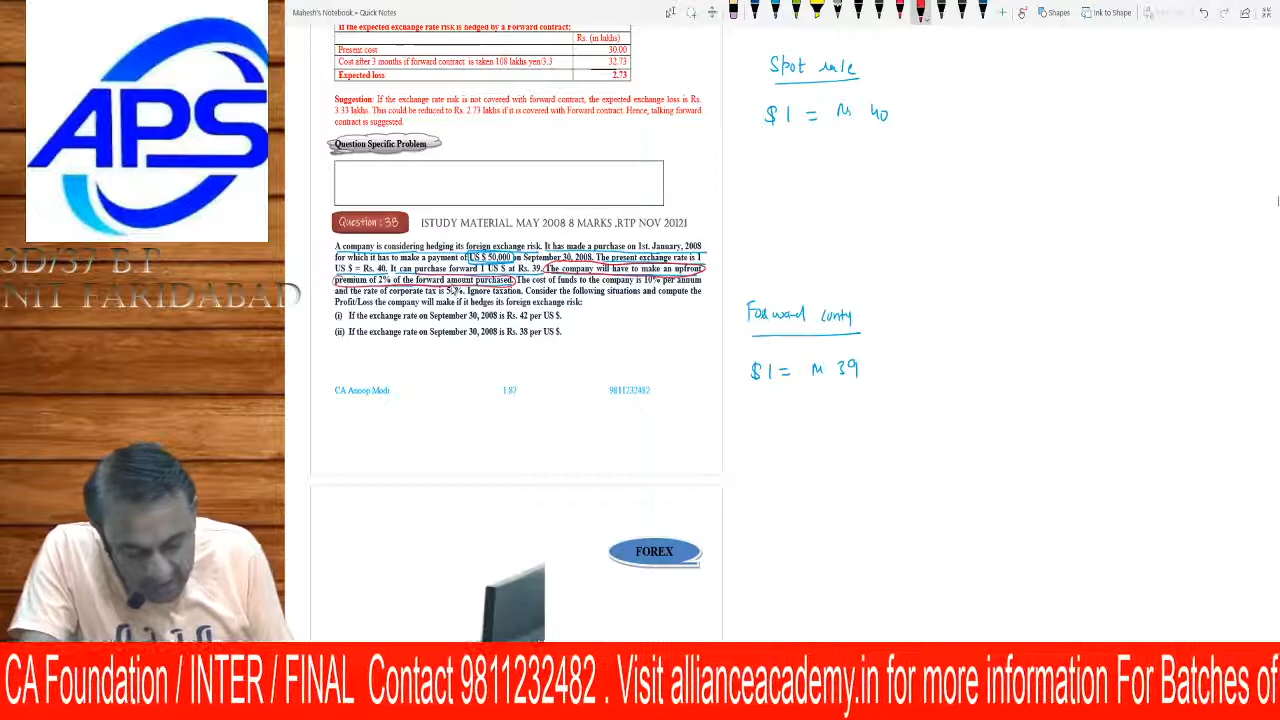 Mahesh's Notebook » Quick Notes
Shapes
Ink to Shape
APS
3D/37 B.P.
NIT FARIDABAD
If the expected exchange rate risk is hedged by a Forward contract:
Rs. (in lakhs)
Present cost 30.00
Cost after 3 months if forward contract is taken 108 lakhs yen/3.3 32.73
Expected loss 2.73
Suggestion: If the exchange rate risk is not covered with forward contract, the expected exchange loss is Rs.
3.33 lakhs. This could be reduced to Rs. 2.73 lakhs if it is covered with Forward contract. Hence, talking forward
contract is suggested.
Question Specific Problem
Question : 38 [STUDY MATERIAL, MAY 2008 8 MARKS ,RTP NOV 2012]
A company is considering hedging its foreign exchange risk. It has made a purchase on 1st. January, 2008
for which it has to make a payment of US $ 50,000 on September 30, 2008. The present exchange rate is 1
US $ = Rs. 40. It can purchase forward 1 US $ at Rs. 39. The company will have to make an upfront
premium of 2% of the forward amount purchased. The cost of funds to the company is 10% per annum
and the rate of corporate tax is 50%. Ignore taxation. Consider the following situations and compute the
Profit/Loss the company will make if it hedges its foreign exchange risk:
(i) If the exchange rate on September 30, 2008 is Rs. 42 per US $.
(ii) If the exchange rate on September 30, 2008 is Rs. 38 per US $.
CA Anoop Modi 1.87 9811232482
FOREX
Spot rate
$1 = Rs 40
Forward
$1 = Rs 39
CA Foundation / INTER / FINAL Contact 9811232482 . Visit allianceacademy.in for more information For Batches of